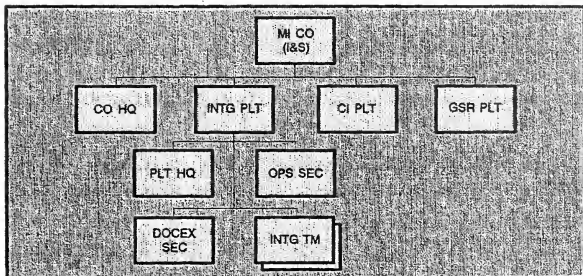 MI CO
(I&S)
CO HQ
INTG PLT
CI PLT
GSR PLT
PLT HQ
OPS SEC
DOCEX
SEC
INTG TM